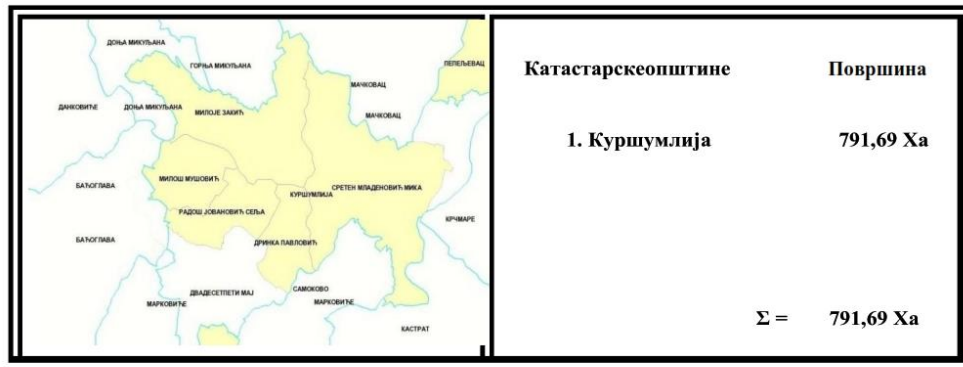 ДОЊА МИКУЉАНА
ГОРЊА МИКУЉАНА
ПЕПЕЉЕВАЦ
МАЧКОВАЦ
ДАНКОВИЋЕ
ДОЊА МИКУЉАНА
МИЛОЈЕ ЗАКИЋ
МАЧКОВАЦ
БАЋОГЛАВА
МИЛОШ МУШОВИЋ
КУРШУМЛИЈА
СРЕТЕН МЛАДЕНОВИЋ МИКА
РАДОШ ЈОВАНОВИЋ СЕЉА
КРЧМАРЕ
БАЋОГЛАВА
ДРИНКА ПАВЛОВИЋ
ДВАДЕСЕТПЕТИ МАЈ
САМОКОВО
МАРКОВИЋЕ
МАРКОВИЋЕ
КАСТРАТ
Катастарскеопштине Површина
1. Куршумлија 791,69 Ха
Σ = 791,69 Ха